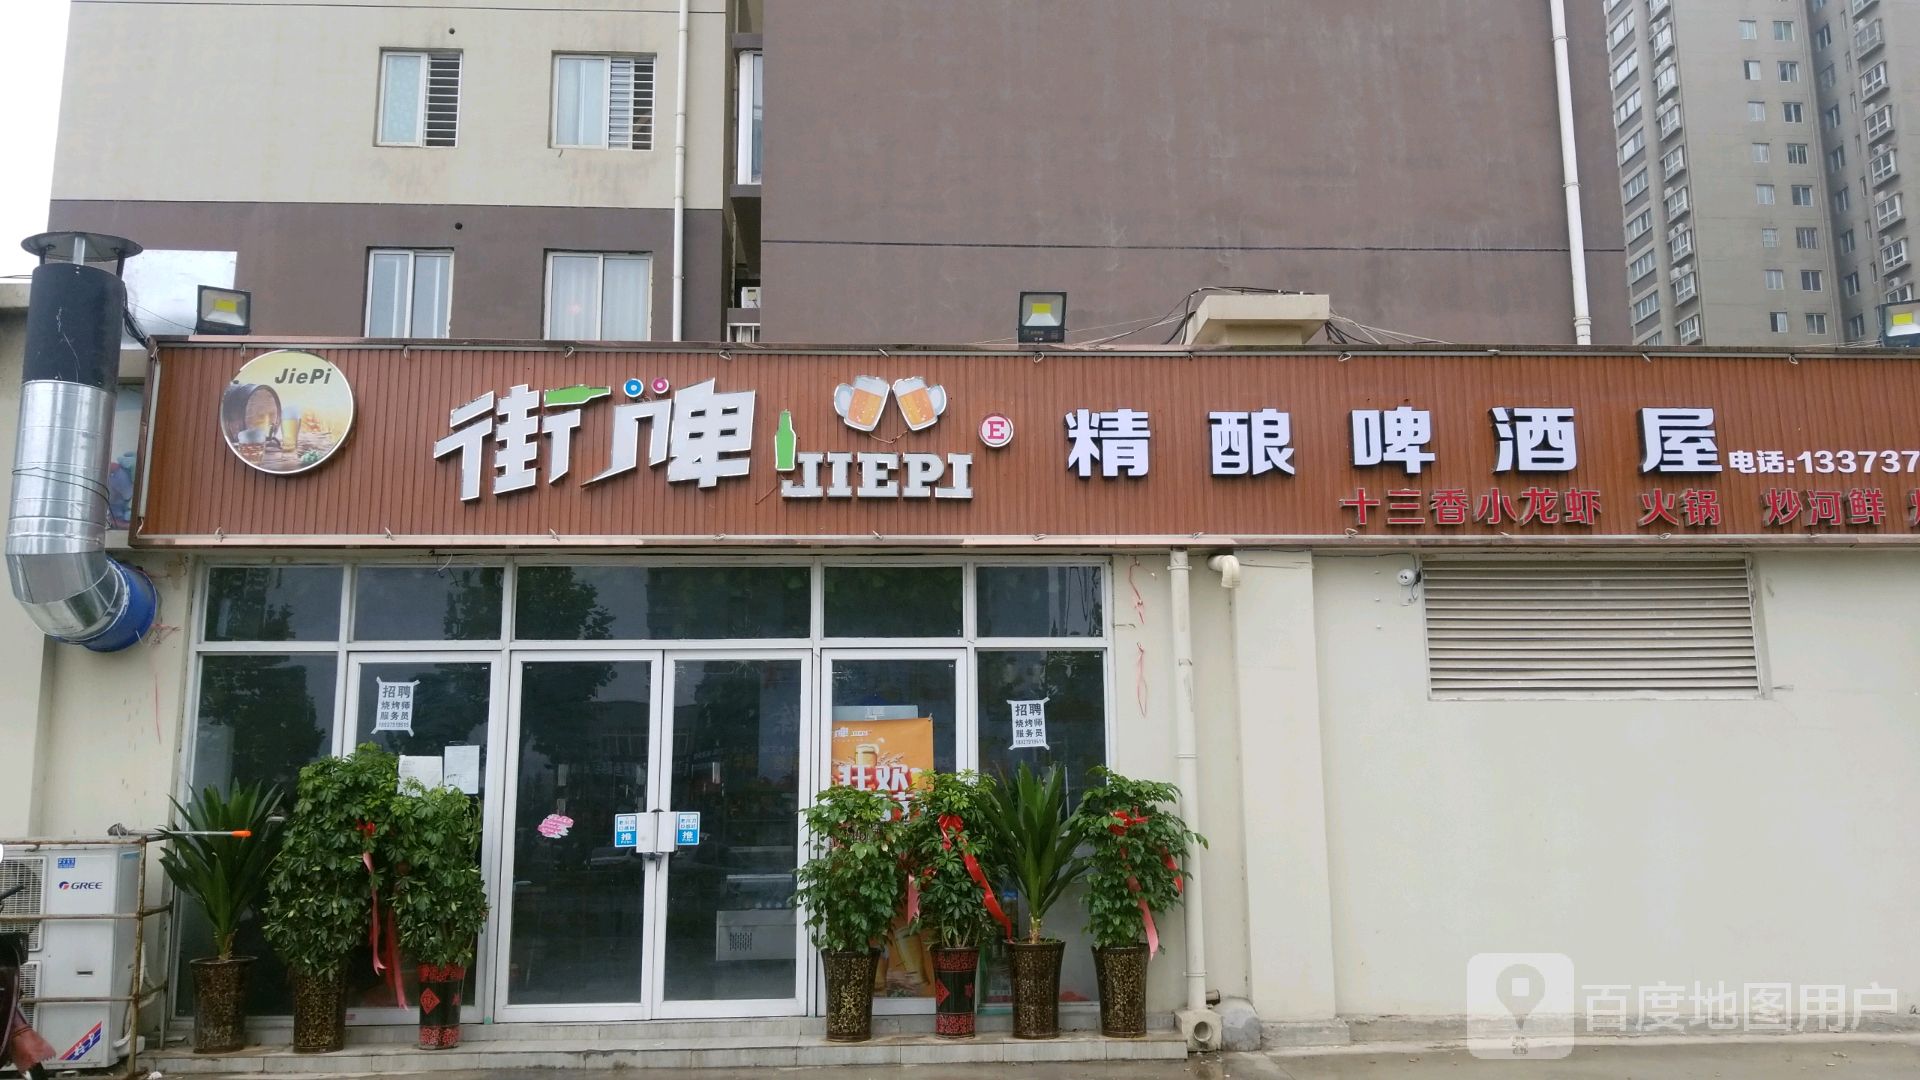 JiePi
街啤
JIEPI
E
精酿啤酒屋
电话:133737
十三香小龙虾 火锅 炒河鲜
招聘
烧烤师
服务员
招聘
烧烤师
服务员
狂欢
推
推
GREE
百度地图用户